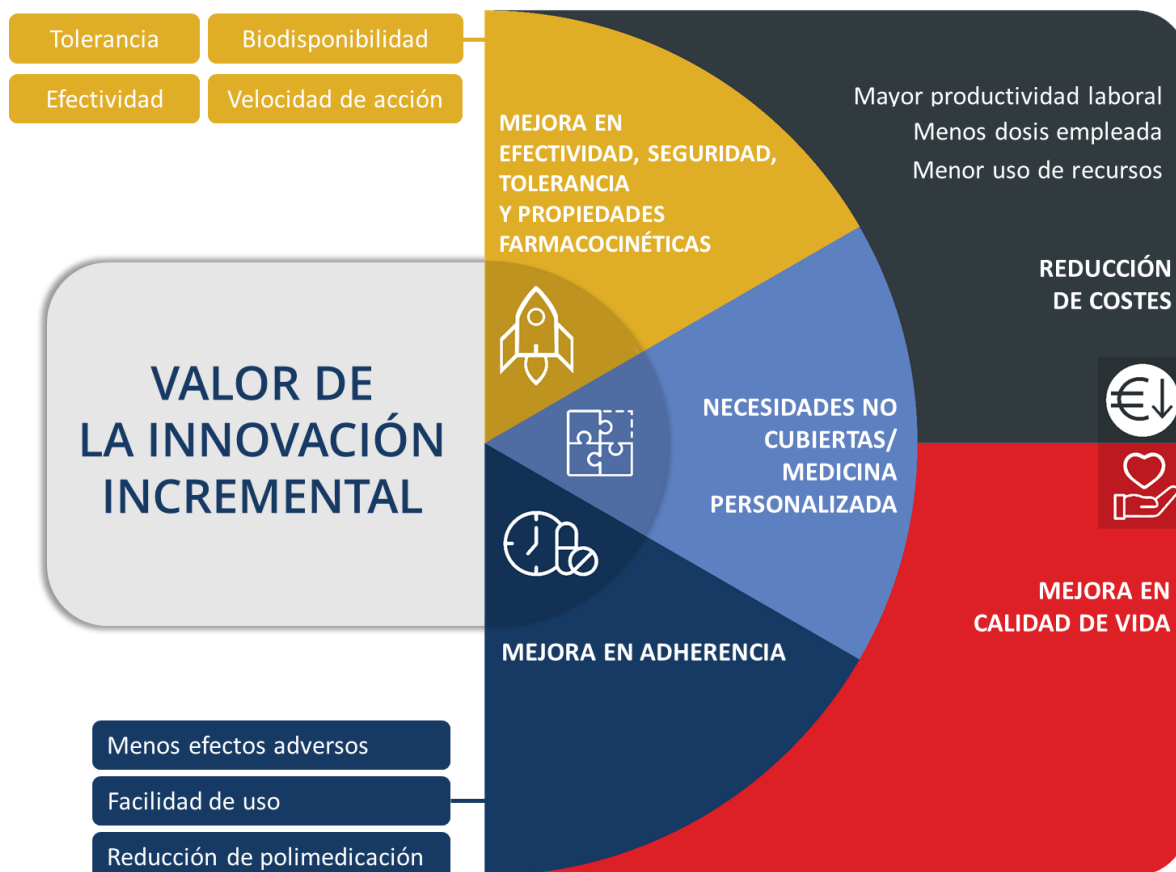 Tolerancia
Biodisponibilidad
Efectividad
Velocidad de acción
MEJORA EN
EFECTIVIDAD, SEGURIDAD,
TOLERANCIA
Y PROPIEDADES
FARMACOCINÉTICAS
Mayor productividad laboral
Menos dosis empleada
Menor uso de recursos
REDUCCIÓN
DE COSTES
VALOR DE
LA INNOVACIÓN
INCREMENTAL
NECESIDADES NO
CUBIERTAS/
MEDICINA
PERSONALIZADA
€
MEJORA EN
CALIDAD DE VIDA
MEJORA EN ADHERENCIA
Menos efectos adversos
Facilidad de uso
Reducción de polimedicación